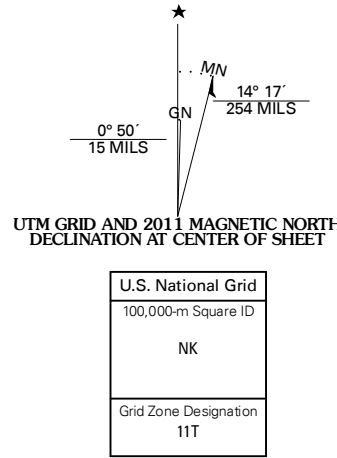 ★
MN
GN
14° 17´
254 MILS
0° 50´
15 MILS
UTM GRID AND 2011 MAGNETIC NORTH
DECLINATION AT CENTER OF SHEET
U.S. National Grid
100,000-m Square ID
NK
Grid Zone Designation
11T